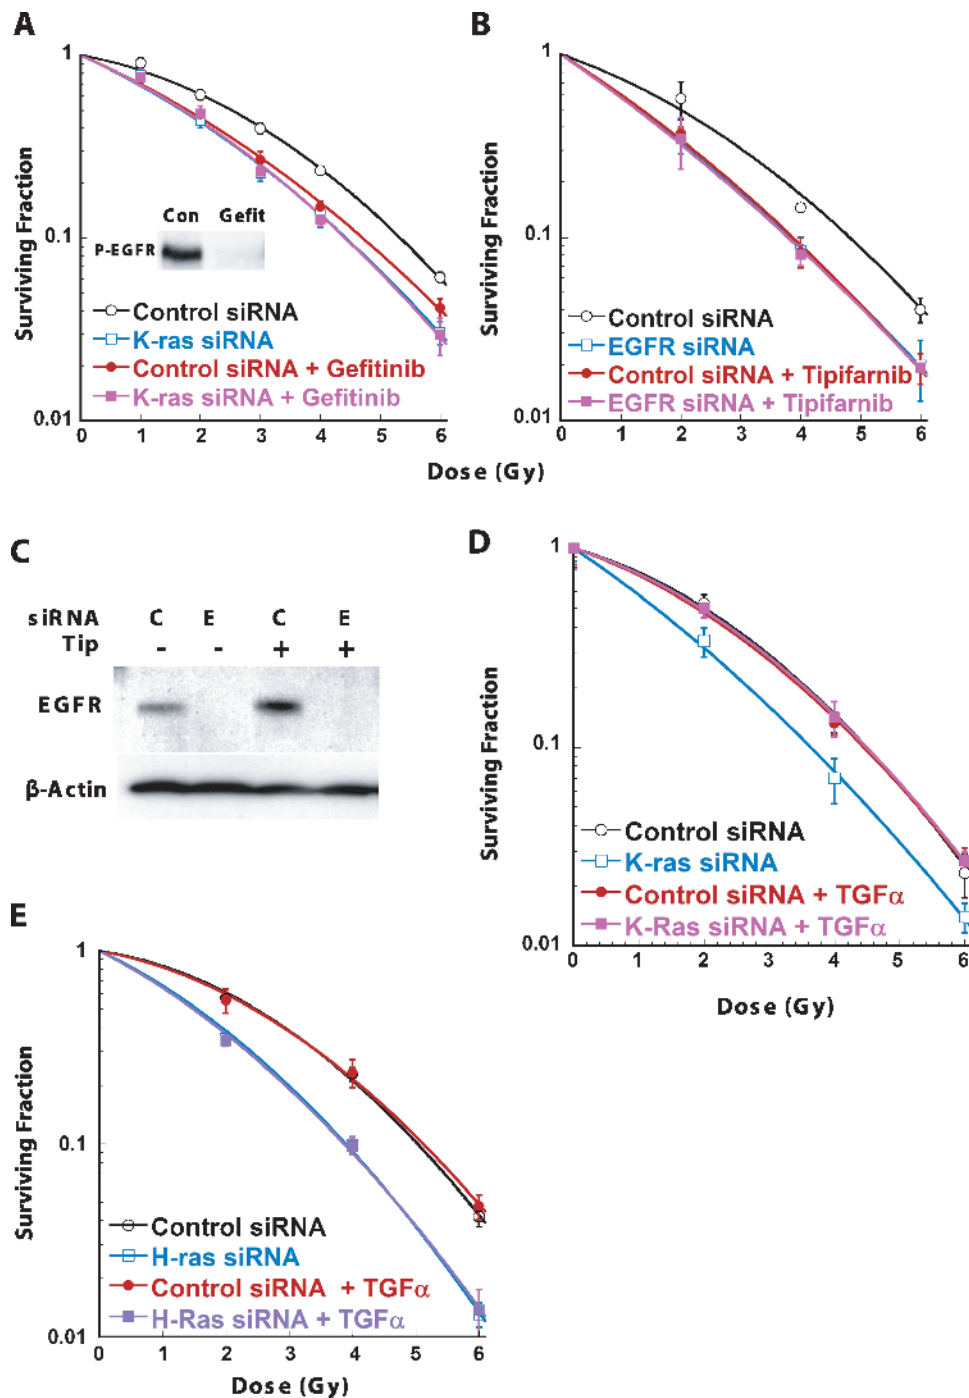 A
1
0.1
0.01
Surviving Fraction
Con Gefit
P-EGFR
Control siRNA
K-ras siRNA
Control siRNA + Gefitinib
K-ras siRNA + Gefitinib
0 1 2 3 4 5 6
B
1
0.1
0.01
Surviving Fraction
Control siRNA
EGFR siRNA
Control siRNA + Tipifarnib
EGFR siRNA + Tipifarnib
0 1 2 3 4 5 6
Dose (Gy)
C
siRNA C E C E
Tip - - + +
EGFR
β-Actin
D
1
0.1
0.01
Surviving Fraction
Control siRNA
K-ras siRNA
Control siRNA + TGFα
K-Ras siRNA + TGFα
0 2 4 6
Dose (Gy)
E
1
0.1
0.01
Surviving Fraction
Control siRNA
H-ras siRNA
Control siRNA + TGFα
H-Ras siRNA + TGFα
0 1 2 3 4 5 6
Dose (Gy)